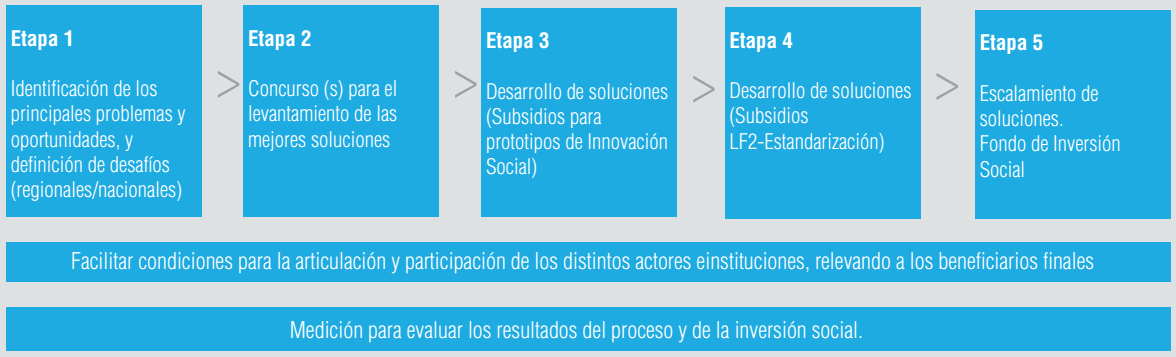 Etapa 1
Identificación de los
principales problemas y
oportunidades, y
definición de desafíos
(regionales/nacionales)
>
Etapa 2
Concurso (s) para el
levantamiento de las
mejores soluciones
>
Etapa 3
Desarrollo de soluciones
(Subsidios para
prototipos de Innovación
Social)
>
Etapa 4
Desarrollo de soluciones
(Subsidios
LF2-Estandarización)
>
Etapa 5
Escalamiento de
soluciones.
Fondo de Inversión
Social
Facilitar condiciones para la articulación y participación de los distintos actores einstituciones, relevando a los beneficiarios finales
Medición para evaluar los resultados del proceso y de la inversión social.